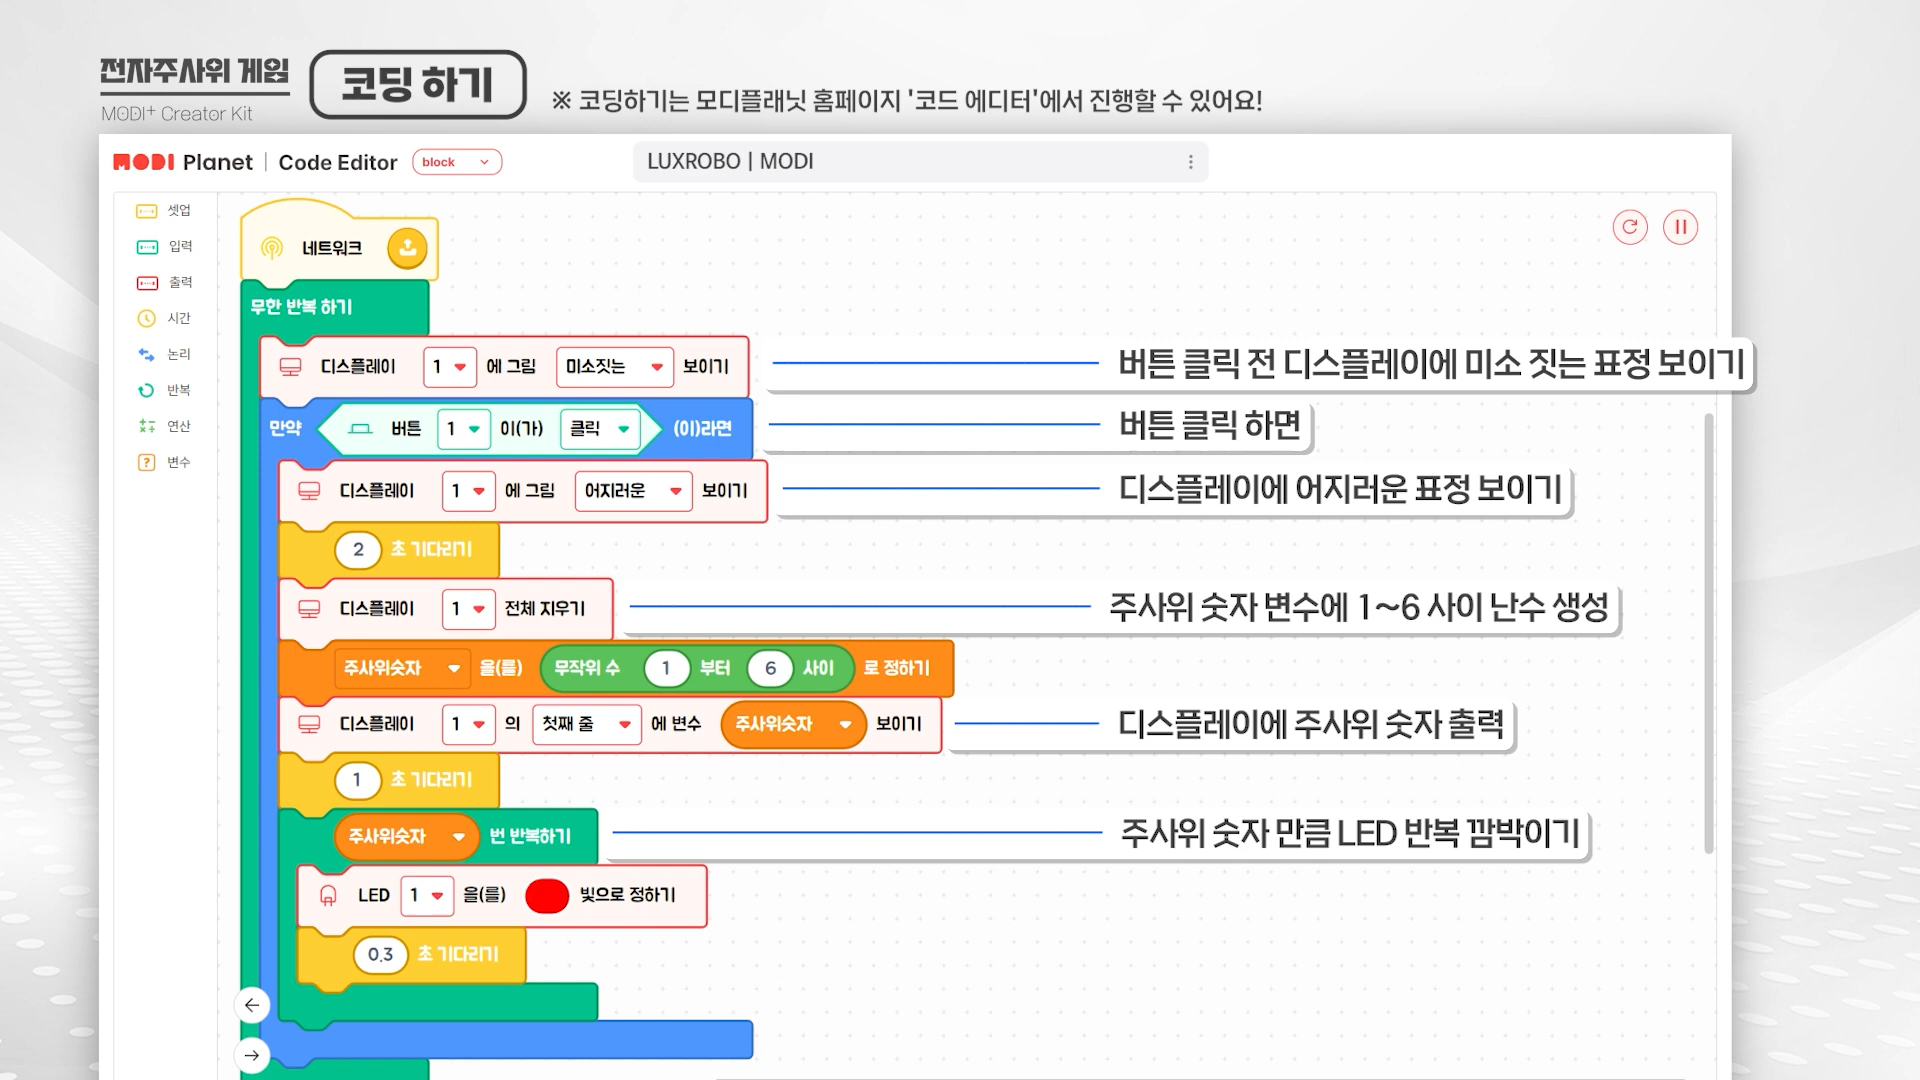 전자주사위 게임
MODI+ Creator Kit
코딩 하기
※ 코딩하기는 모디플래닛 홈페이지 '코드 에디터'에서 진행할 수 있어요!
MODI Planet | Code Editor block
LUXROBO | MODI
셋업
입력
출력
시간
논리
반복
연산
변수
네트워크
무한 반복 하기
디스플레이 1 에 그림 미소짓는 보이기
버튼 클릭 전 디스플레이에 미소 짓는 표정 보이기
만약 버튼 1 이(가) 클릭 (이)라면
버튼 클릭 하면
디스플레이 1 에 그림 어지러운 보이기
디스플레이에 어지러운 표정 보이기
2 초 기다리기
디스플레이 1 전체 지우기
주사위 숫자 변수에 1~6 사이 난수 생성
주사위숫자 을(를) 무작위 수 1 부터 6 사이 로 정하기
디스플레이 1 의 첫째 줄 에 변수 주사위숫자 보이기
디스플레이에 주사위 숫자 출력
1 초 기다리기
주사위숫자 번 반복하기
주사위 숫자 만큼 LED 반복 깜박이기
LED 1 을(를) 빛으로 정하기
0.3 초 기다리기